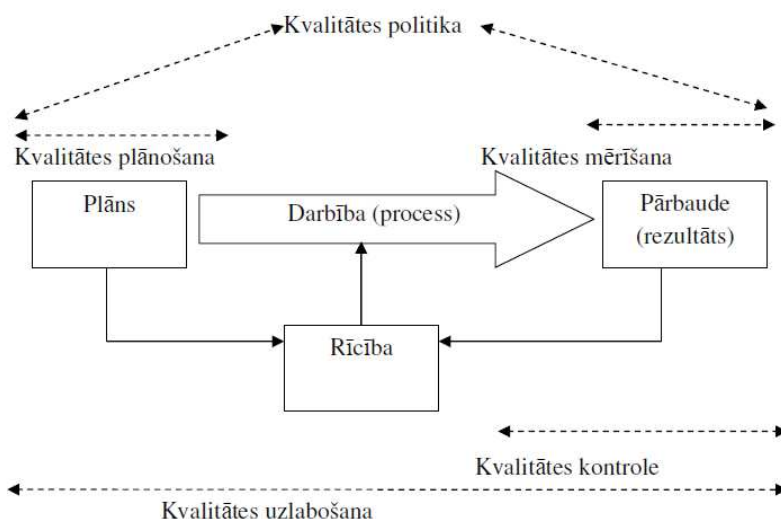 Kvalitātes politika
Kvalitātes plānošana
Kvalitātes mērīšana
Plāns
Darbība (process)
Pārbaude
(rezultāts)
Rīcība
Kvalitātes kontrole
Kvalitātes uzlabošana